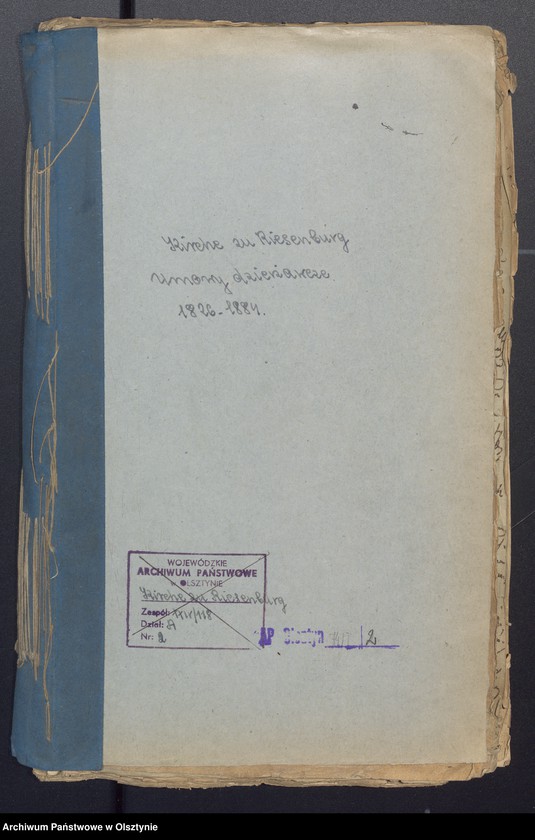 Kirche zu Riesenburg
Umowy dzierżawcze
1826-1884.
WOJEWÓDZKIE
ARCHIWUM PAŃSTWOWE
w OLSZTYNIE
Kirche zu Riesenburg
Zespół:
Dział: A
Nr: 2
AP Olsztyn 2
Archiwum Państwowe w Olsztynie